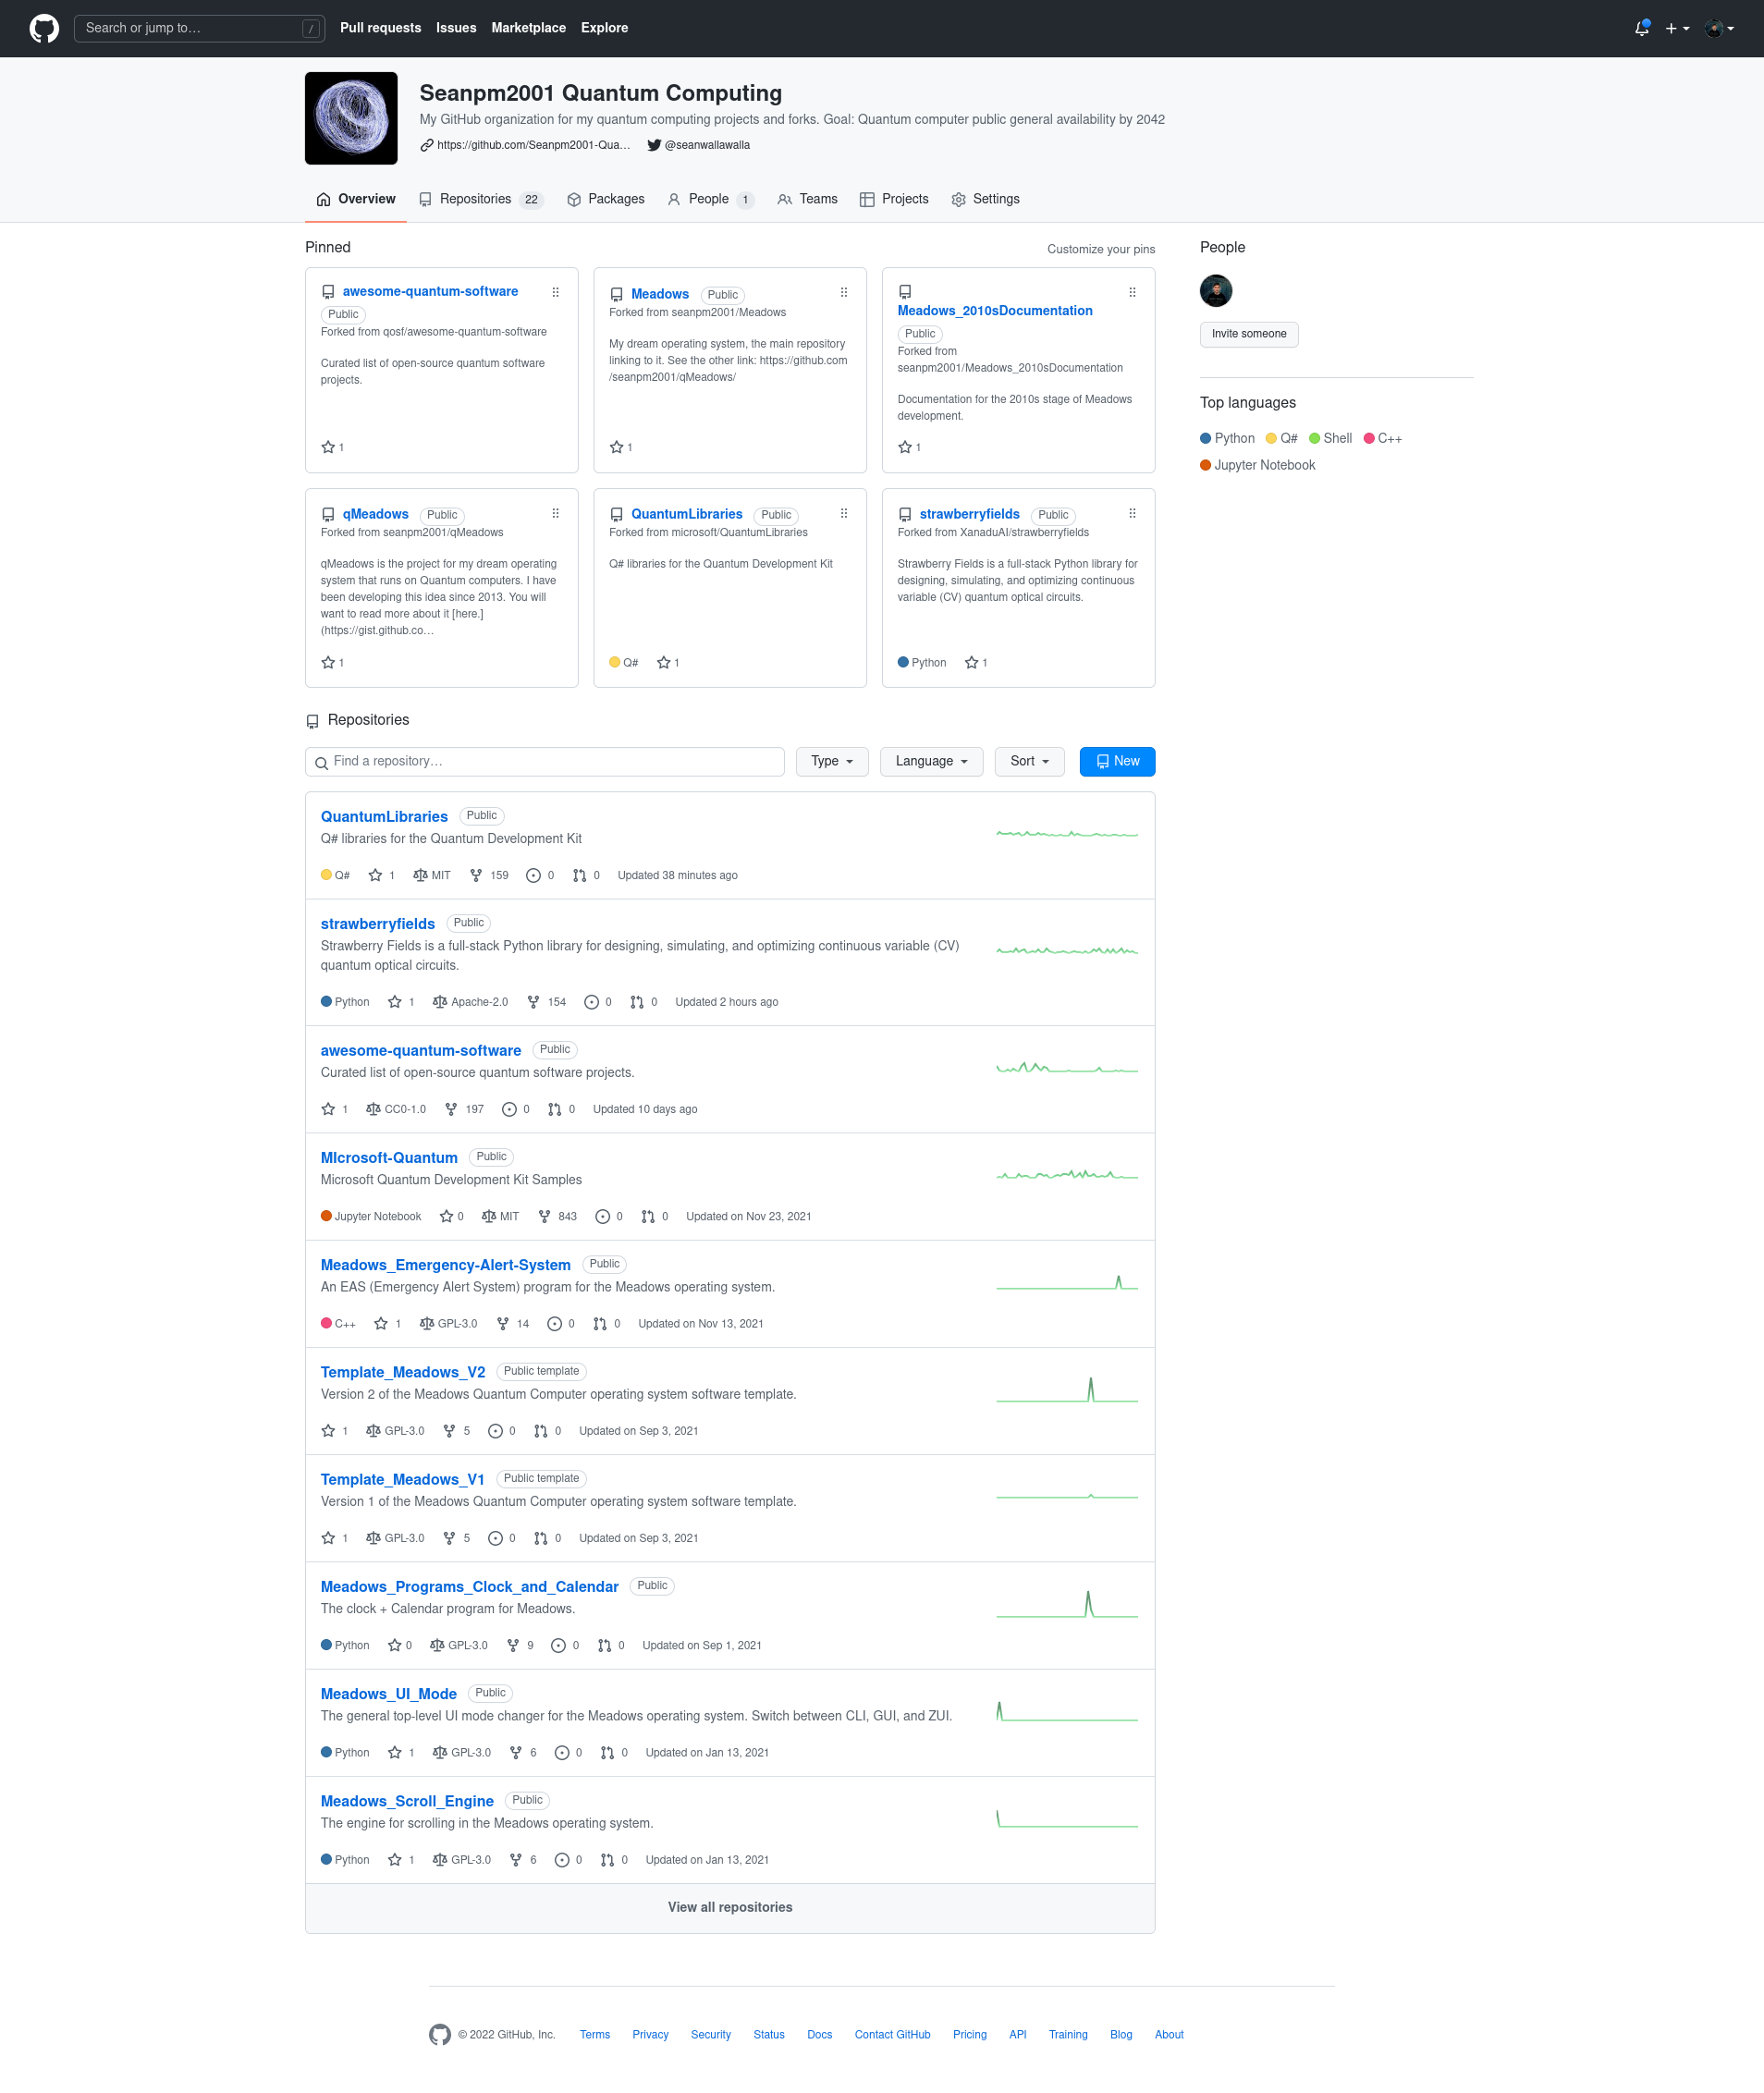 Search or jump to…
/
Pull requests
Issues
Marketplace
Explore
Seanpm2001 Quantum Computing
My GitHub organization for my quantum computing projects and forks. Goal: Quantum computer public general availability by 2042
https://github.com/Seanpm2001-Qua… @seanwallawalla
Overview
Repositories 22
Packages
People 1
Teams
Projects
Settings
Pinned
Customize your pins
awesome-quantum-software
Public
Forked from qosf/awesome-quantum-software
Curated list of open-source quantum software
projects.
1
Meadows Public
Forked from seanpm2001/Meadows
My dream operating system, the main repository
linking to it. See the other link: https://github.com
/seanpm2001/qMeadows/
1
Meadows_2010sDocumentation
Public
Forked from
seanpm2001/Meadows_2010sDocumentation
Documentation for the 2010s stage of Meadows
development.
1
qMeadows Public
Forked from seanpm2001/qMeadows
qMeadows is the project for my dream operating
system that runs on Quantum computers. I have
been developing this idea since 2013. You will
want to read more about it [here.]
(https://gist.github.co…
1
QuantumLibraries Public
Forked from microsoft/QuantumLibraries
Q# libraries for the Quantum Development Kit
Q# 1
strawberryfields Public
Forked from XanaduAI/strawberryfields
Strawberry Fields is a full-stack Python library for
designing, simulating, and optimizing continuous
variable (CV) quantum optical circuits.
Python 1
People
Invite someone
Top languages
Python Q# Shell C++
Jupyter Notebook
Repositories
Find a repository…
Type
Language
Sort
New
QuantumLibraries Public
Q# libraries for the Quantum Development Kit
Q# 1 MIT 159 0 0 Updated 38 minutes ago
strawberryfields Public
Strawberry Fields is a full-stack Python library for designing, simulating, and optimizing continuous variable (CV)
quantum optical circuits.
Python 1 Apache-2.0 154 0 0 Updated 2 hours ago
awesome-quantum-software Public
Curated list of open-source quantum software projects.
1 CC0-1.0 197 0 0 Updated 10 days ago
MIcrosoft-Quantum Public
Microsoft Quantum Development Kit Samples
Jupyter Notebook 0 MIT 843 0 0 Updated on Nov 23, 2021
Meadows_Emergency-Alert-System Public
An EAS (Emergency Alert System) program for the Meadows operating system.
C++ 1 GPL-3.0 14 0 0 Updated on Nov 13, 2021
Template_Meadows_V2 Public template
Version 2 of the Meadows Quantum Computer operating system software template.
1 GPL-3.0 5 0 0 Updated on Sep 3, 2021
Template_Meadows_V1 Public template
Version 1 of the Meadows Quantum Computer operating system software template.
1 GPL-3.0 5 0 0 Updated on Sep 3, 2021
Meadows_Programs_Clock_and_Calendar Public
The clock + Calendar program for Meadows.
Python 0 GPL-3.0 9 0 0 Updated on Sep 1, 2021
Meadows_UI_Mode Public
The general top-level UI mode changer for the Meadows operating system. Switch between CLI, GUI, and ZUI.
Python 1 GPL-3.0 6 0 0 Updated on Jan 13, 2021
Meadows_Scroll_Engine Public
The engine for scrolling in the Meadows operating system.
Python 1 GPL-3.0 6 0 0 Updated on Jan 13, 2021
View all repositories
© 2022 GitHub, Inc. Terms Privacy Security Status Docs Contact GitHub Pricing API Training Blog About